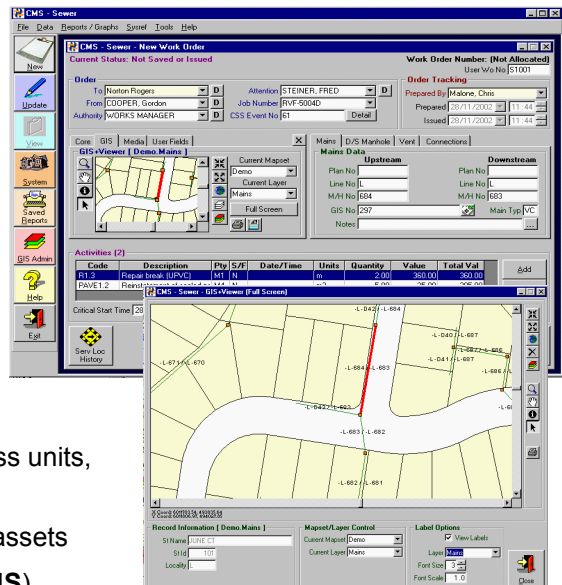 CMS - Sewer
File Data Reports / Graphs Sysref Tools Help
New
Update
View
System
Saved Reports
GIS Admin
Help
Exit
CMS - Sewer - New Work Order
Current Status: Not Saved or Issued
Work Order Number: (Not Allocated)
User Wo No S1001
Order
To Norton Rogers D
From COOPER, Gordon D
Authority WORKS MANAGER D
Attention STEINER, FRED D
Job Number RVF-5004D
CSS Event No 61 Detail
Order Tracking
Prepared By Malone, Chris
Prepared 28/11/2002 11:44
Issued 28/11/2002 11:44
Core GIS Media User Fields X
GIS+Viewer [ Demo.Mains ]
Current Mapset
Demo
Current Layer
Mains
Full Screen
Mains D/S Manhole Vent Connections
Mains Data
Upstream Downstream
Plan No Plan No
Line No L Line No L
M/H No 684 M/H No 683
GIS No 297 Main Typ VC
Notes ...
Activities (2)
Code Description Pty S/F Date/Time Units Quantity Value Total Val
R1.3 Repair break (UPVC) M1 N m 2.00 360.00 360.00
PAVE1.2 M1 N
Add
Critical Start Time 28
Serv Loc History
CMS - Sewer - GIS+Viewer (Full Screen)
-L-D42 -L-684
-L-D40 -L-687
-L-671 -L-670
-L-684 -L-683
-L-D41 -L-687
-L-686
-L-683 -L-682
-L-682 -L-681
Record Information [ Demo.Mains ]
St Name JUNE CT
St Id 101
Locality L
Mapset/Layer Control
Current Mapset Demo
Current Layer Mains
Label Options
View Labels
Layer Mains
Font Size 3
Font Scale 1.0
Close
ss units,
assets
IS)